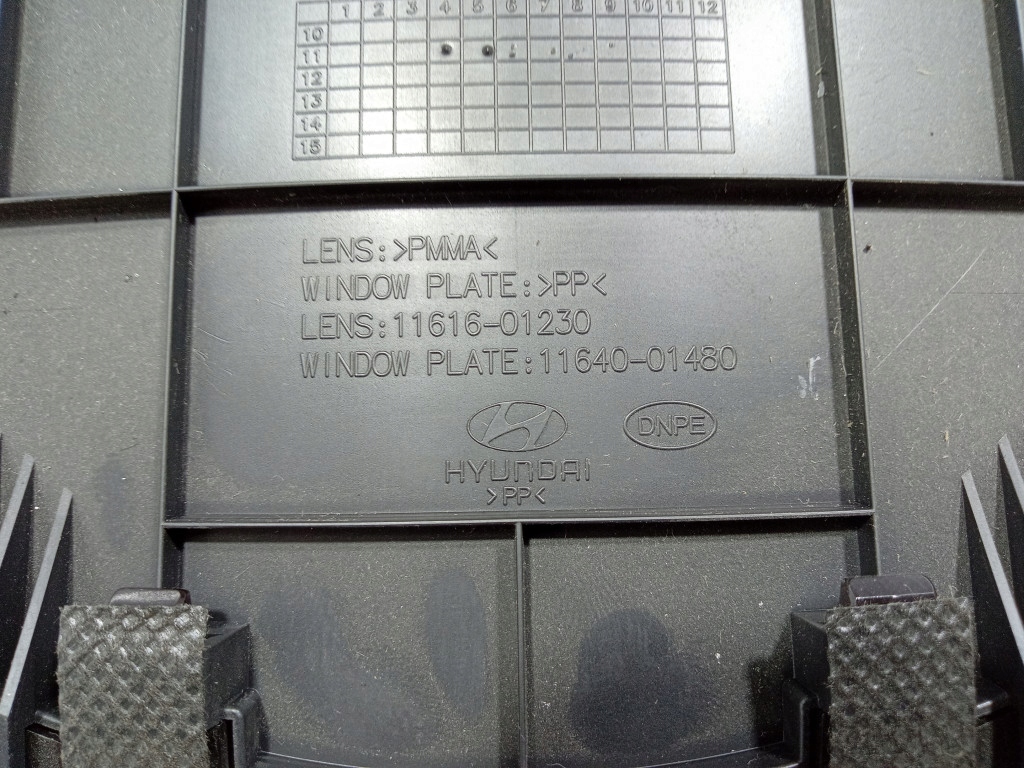 1 2 3 4 5 6 7 8 9 10 11 12
10
11
12
13
14
15
LENS:>PMMA<
WINDOW PLATE:>PP<
LENS:11616-01230
WINDOW PLATE:11640-01480
DNPE
HYUNDAI
>PP<